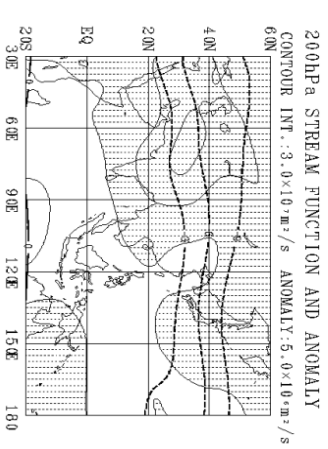 200hPa STREAM FUNCTION AND ANOMALY
CONTOUR INT.:3.0×10⁷m²/s ANOMALY:5.0×10⁶m²/s
60N
40N
20N
EQ
20S
30E 60E 90E 120E 150E 180